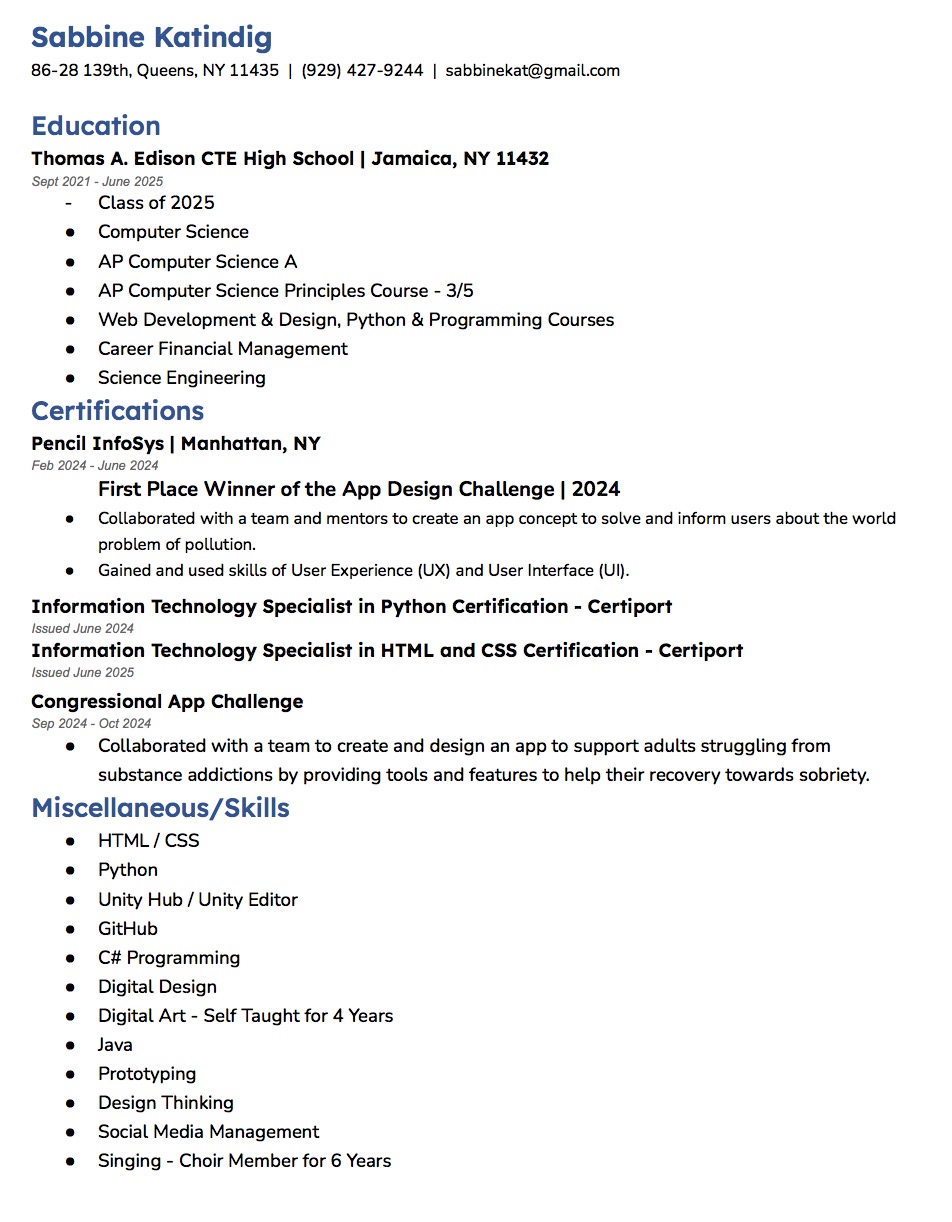 Sabbine Katindig
86-28 139th, Queens, NY 11435 | (929) 427-9244 | sabbinekat@gmail.com
Education
Thomas A. Edison CTE High School | Jamaica, NY 11432
Sept 2021 - June 2025
- Class of 2025
● Computer Science
● AP Computer Science A
● AP Computer Science Principles Course - 3/5
● Web Development & Design, Python & Programming Courses
● Career Financial Management
● Science Engineering
Certifications
Pencil InfoSys | Manhattan, NY
Feb 2024 - June 2024
First Place Winner of the App Design Challenge | 2024
● Collaborated with a team and mentors to create an app concept to solve and inform users about the world
problem of pollution.
● Gained and used skills of User Experience (UX) and User Interface (UI).
Information Technology Specialist in Python Certification - Certiport
Issued June 2024
Information Technology Specialist in HTML and CSS Certification - Certiport
Issued June 2025
Congressional App Challenge
Sep 2024 - Oct 2024
● Collaborated with a team to create and design an app to support adults struggling from
substance addictions by providing tools and features to help their recovery towards sobriety.
Miscellaneous/Skills
● HTML / CSS
● Python
● Unity Hub / Unity Editor
● GitHub
● C# Programming
● Digital Design
● Digital Art - Self Taught for 4 Years
● Java
● Prototyping
● Design Thinking
● Social Media Management
● Singing - Choir Member for 6 Years